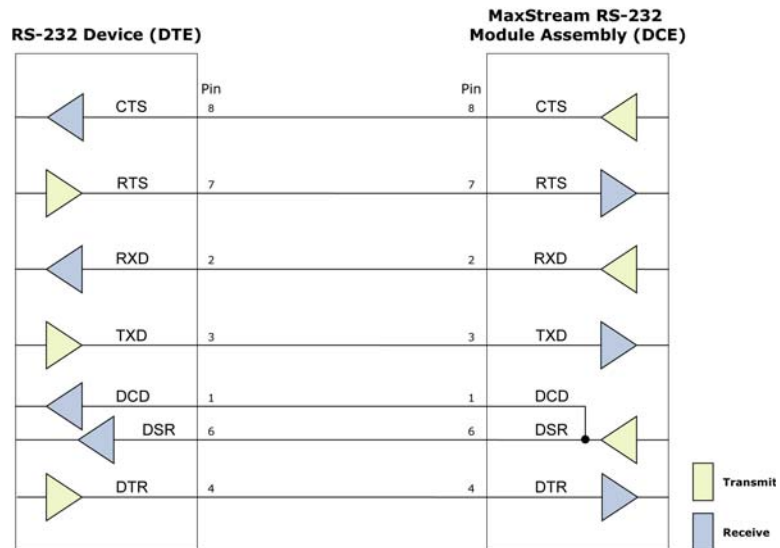 RS-232 Device (DTE)
MaxStream RS-232
Module Assembly (DCE)
Pin
Pin
CTS 8 8 CTS
RTS 7 7 RTS
RXD 2 2 RXD
TXD 3 3 TXD
DCD 1 1 DCD
DSR 6 6 DSR
DTR 4 4 DTR
Transmit
Receive